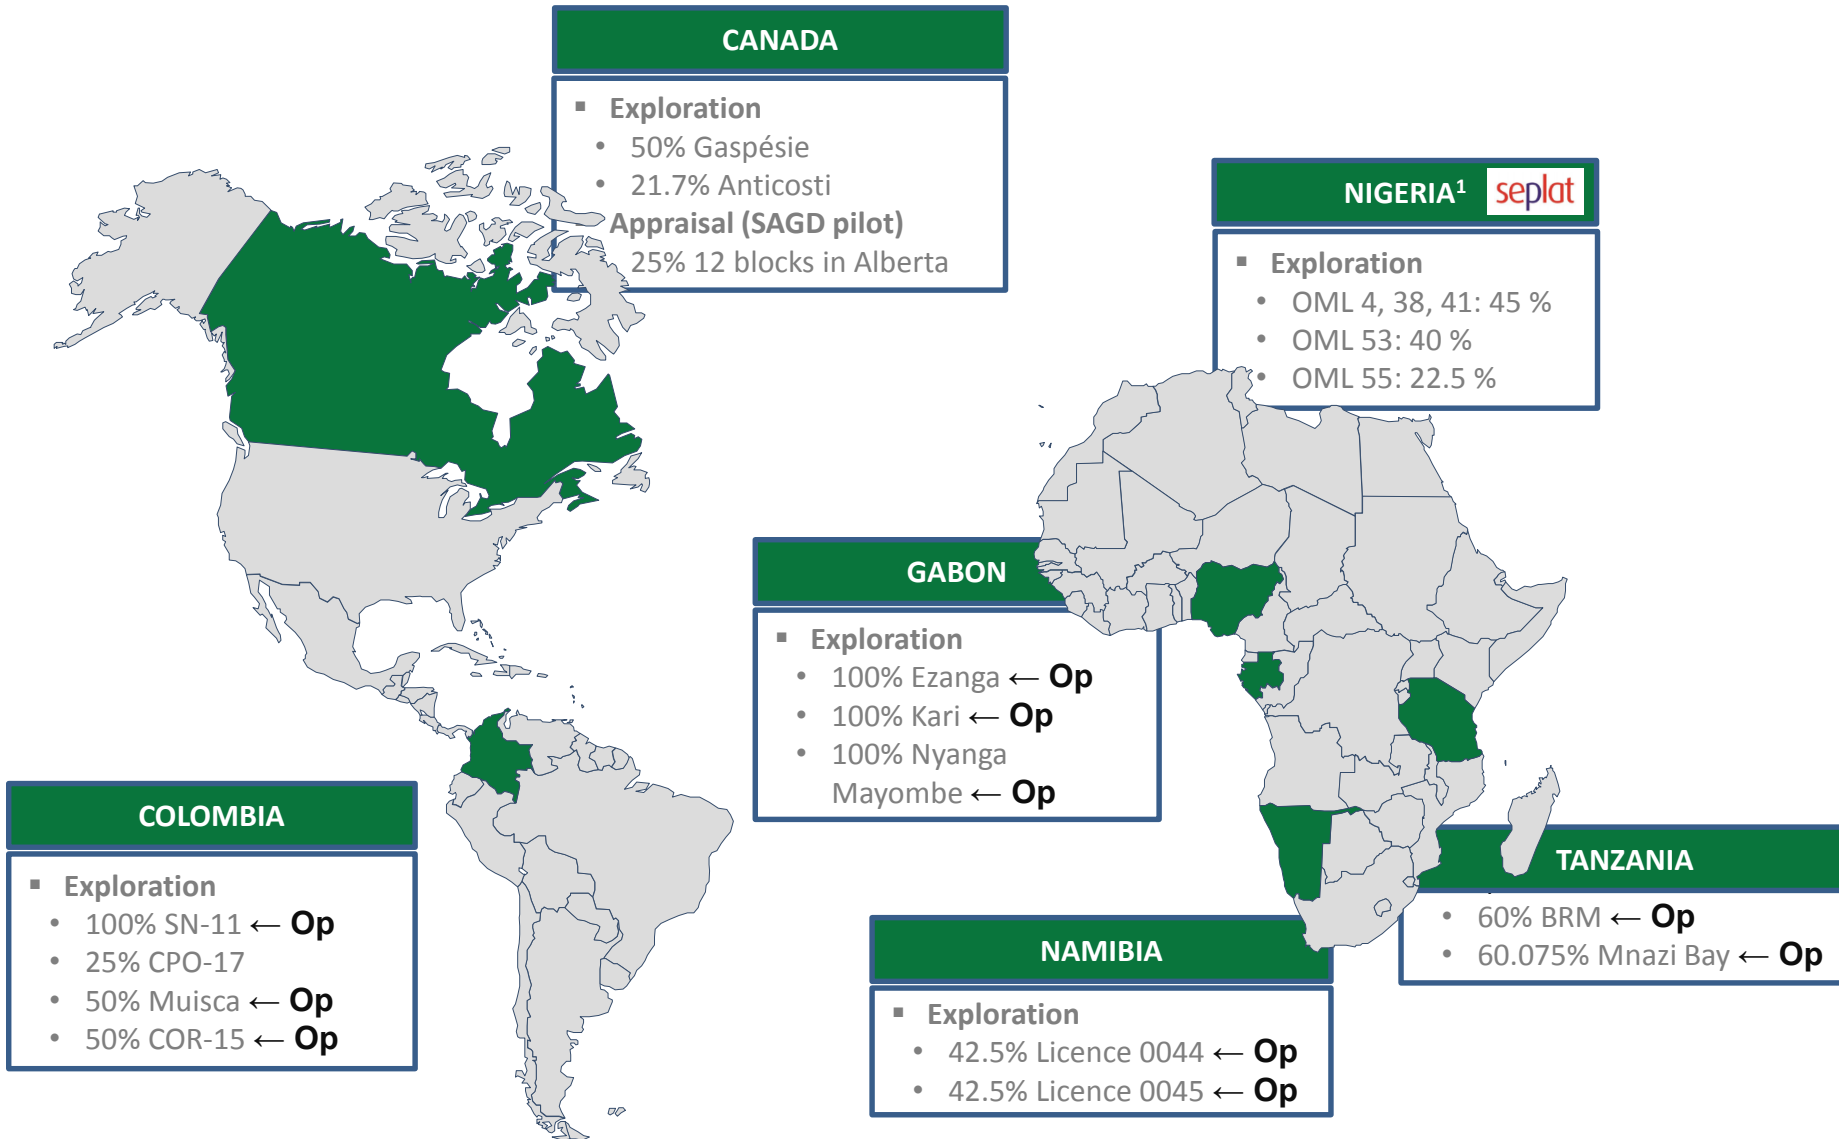 CANADA
▪ Exploration
• 50% Gaspésie
• 21.7% Anticosti
Appraisal (SAGD pilot)
25% 12 blocks in Alberta
NIGERIA¹ seplat
▪ Exploration
• OML 4, 38, 41: 45 %
• OML 53: 40 %
• OML 55: 22.5 %
GABON
▪ Exploration
• 100% Ezanga ← Op
• 100% Kari ← Op
• 100% Nyanga
Mayombe ← Op
COLOMBIA
▪ Exploration
• 100% SN-11 ← Op
• 25% CPO-17
• 50% Muisca ← Op
• 50% COR-15 ← Op
TANZANIA
• 60% BRM ← Op
• 60.075% Mnazi Bay ← Op
NAMIBIA
▪ Exploration
• 42.5% Licence 0044 ← Op
• 42.5% Licence 0045 ← Op